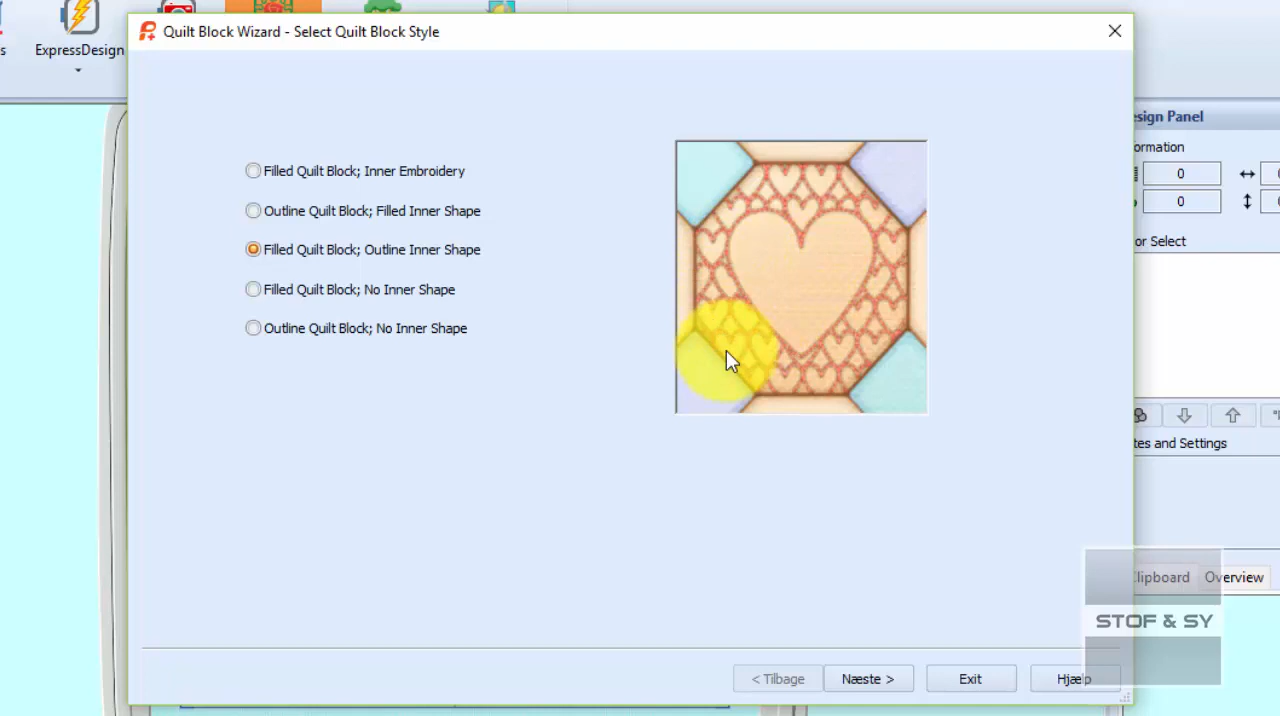 Quilt Block Wizard - Select Quilt Block Style
ExpressDesign
Filled Quilt Block; Inner Embroidery
Outline Quilt Block; Filled Inner Shape
Filled Quilt Block; Outline Inner Shape
Filled Quilt Block; No Inner Shape
Outline Quilt Block; No Inner Shape
esign Panel
ormation
0
0
or Select
tes and Settings
lipboard
Overview
STOF & SY
< Tilbage
Næste >
Exit
Hjælp